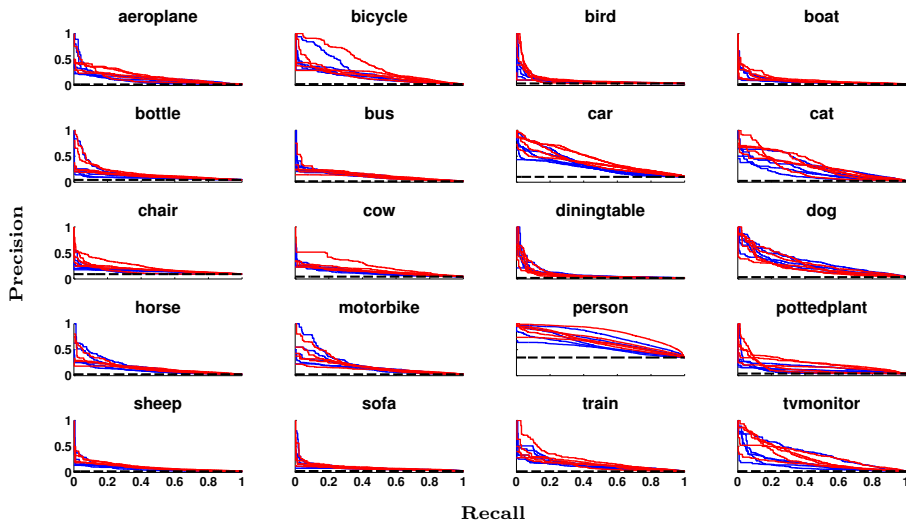 aeroplane bicycle bird boat
1
0.5
0
bottle bus car cat
1
0.5
0
chair cow diningtable dog
1
0.5
0
horse motorbike person pottedplant
1
0.5
0
sheep sofa train tvmonitor
1
0.5
0
0 0.2 0.4 0.6 0.8 1 0 0.2 0.4 0.6 0.8 1 0 0.2 0.4 0.6 0.8 1 0 0.2 0.4 0.6 0.8 1
Precision
Recall